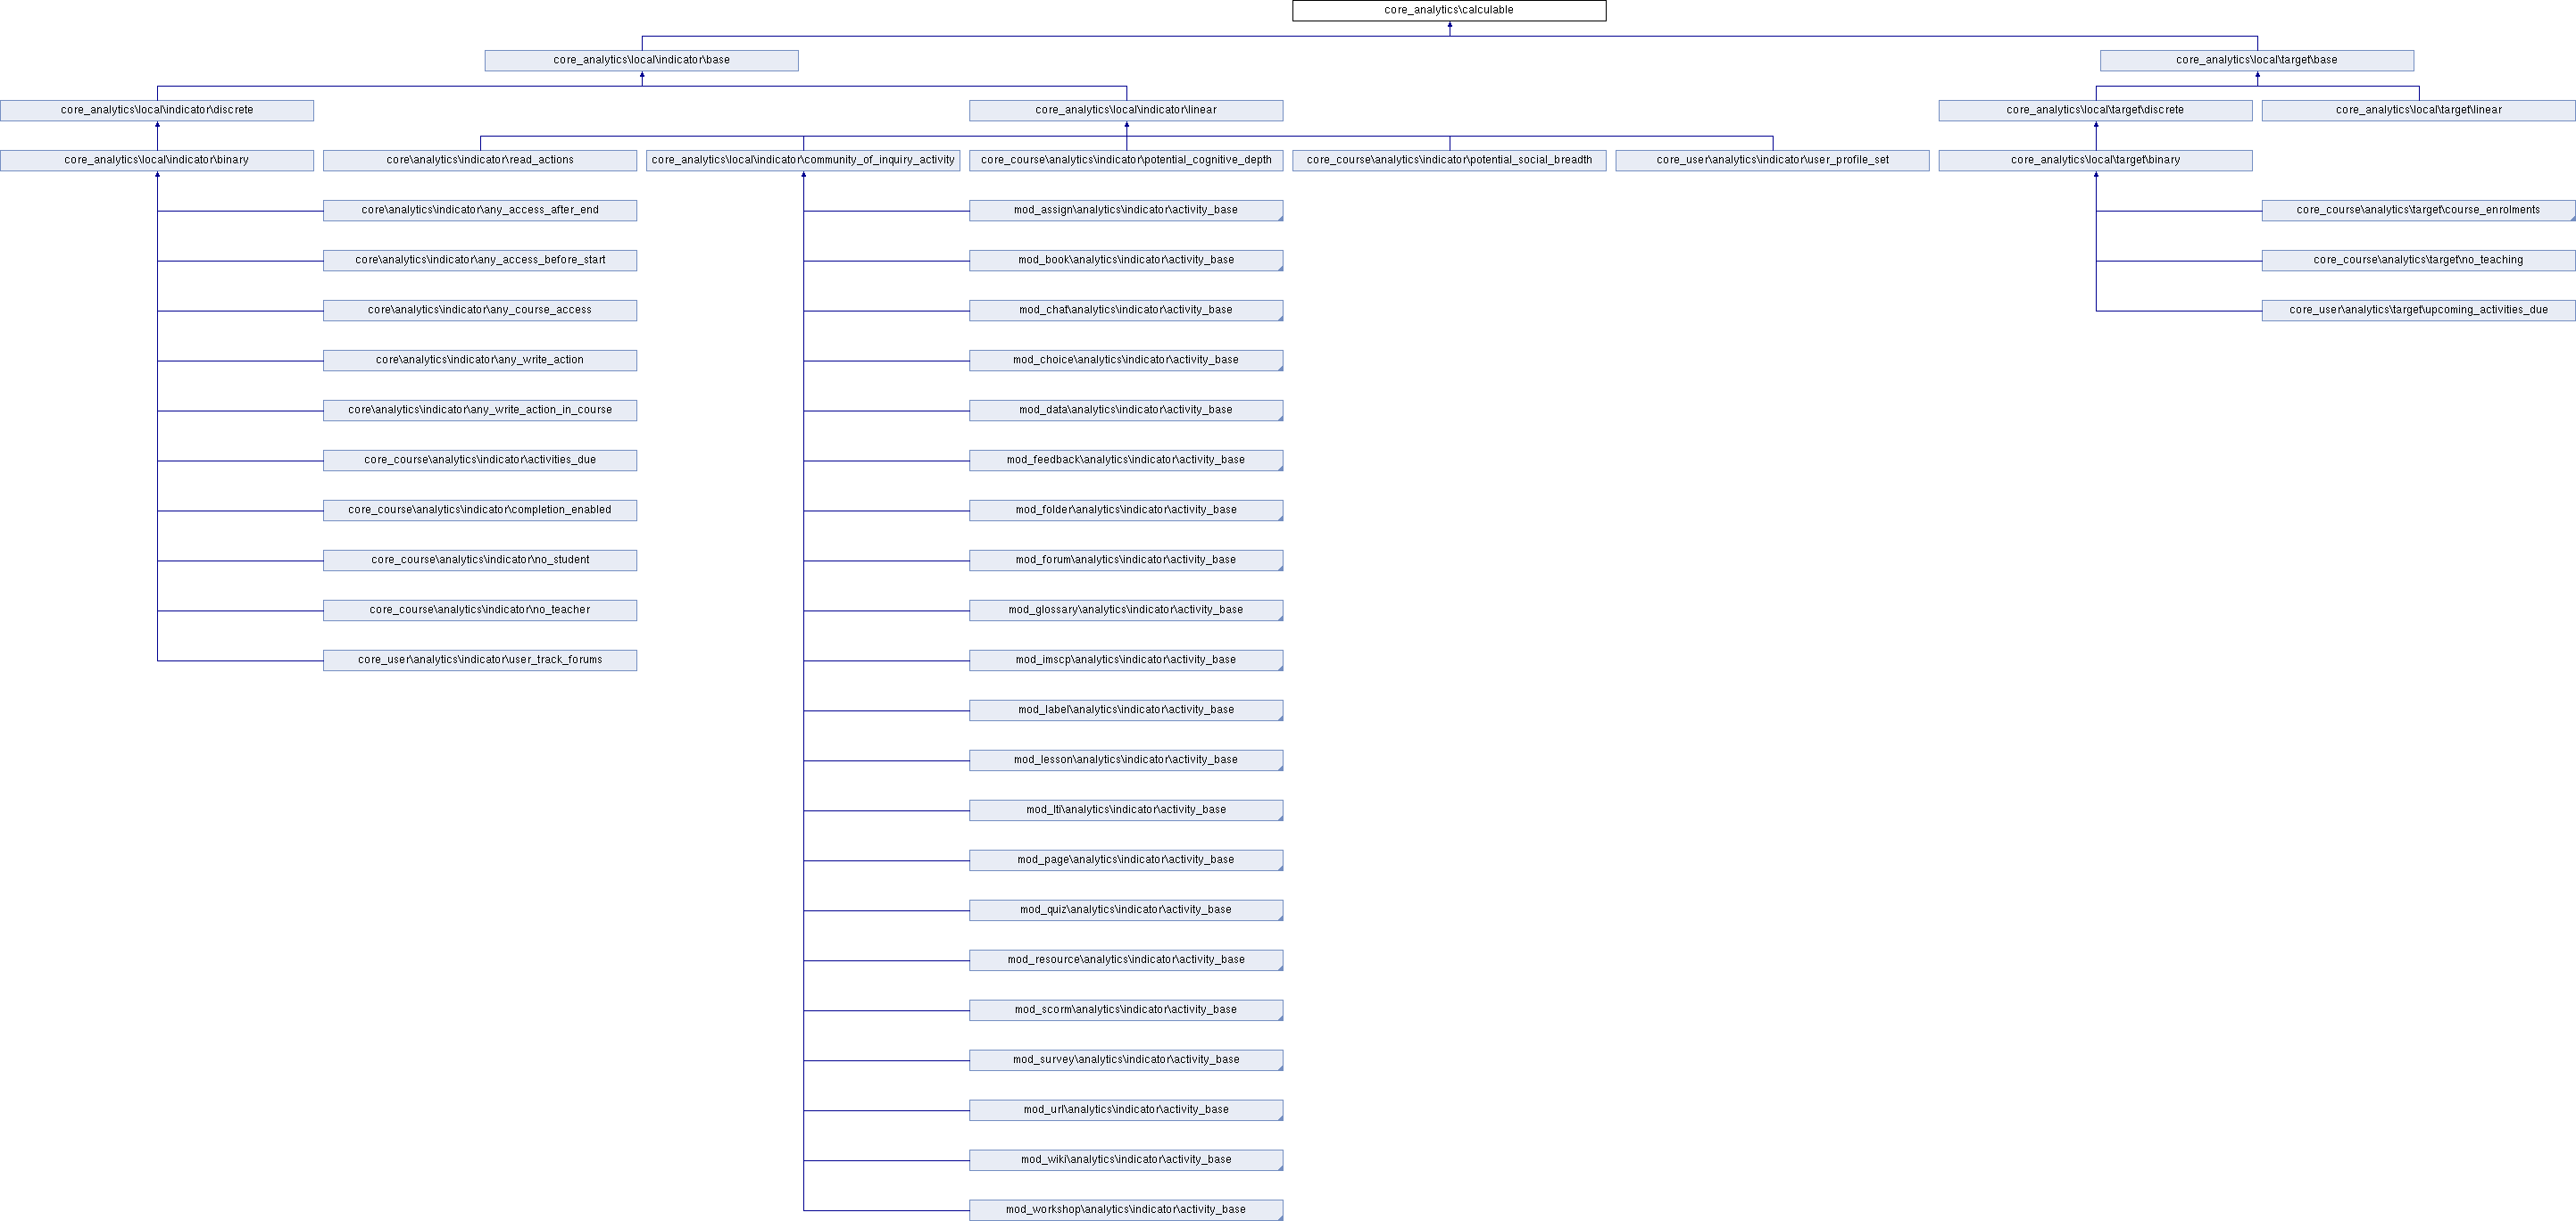 core_analytics\calculable
core_analytics\local\indicator\base
core_analytics\local\target\base
core_analytics\local\indicator\discrete
core_analytics\local\indicator\linear
core_analytics\local\target\discrete
core_analytics\local\target\linear
core_analytics\local\indicator\binary
core\analytics\indicator\read_actions
core_analytics\local\indicator\community_of_inquiry_activity
core_course\analytics\indicator\potential_cognitive_depth
core_course\analytics\indicator\potential_social_breadth
core_user\analytics\indicator\user_profile_set
core_analytics\local\target\binary
core\analytics\indicator\any_access_after_end
mod_assign\analytics\indicator\activity_base
core_course\analytics\target\course_enrolments
core\analytics\indicator\any_access_before_start
mod_book\analytics\indicator\activity_base
core_course\analytics\target\no_teaching
core\analytics\indicator\any_course_access
mod_chat\analytics\indicator\activity_base
core_user\analytics\target\upcoming_activities_due
core\analytics\indicator\any_write_action
mod_choice\analytics\indicator\activity_base
core\analytics\indicator\any_write_action_in_course
mod_data\analytics\indicator\activity_base
core_course\analytics\indicator\activities_due
mod_feedback\analytics\indicator\activity_base
core_course\analytics\indicator\completion_enabled
mod_folder\analytics\indicator\activity_base
core_course\analytics\indicator\no_student
mod_forum\analytics\indicator\activity_base
core_course\analytics\indicator\no_teacher
mod_glossary\analytics\indicator\activity_base
core_user\analytics\indicator\user_track_forums
mod_imscp\analytics\indicator\activity_base
mod_label\analytics\indicator\activity_base
mod_lesson\analytics\indicator\activity_base
mod_lti\analytics\indicator\activity_base
mod_page\analytics\indicator\activity_base
mod_quiz\analytics\indicator\activity_base
mod_resource\analytics\indicator\activity_base
mod_scorm\analytics\indicator\activity_base
mod_survey\analytics\indicator\activity_base
mod_url\analytics\indicator\activity_base
mod_wiki\analytics\indicator\activity_base
mod_workshop\analytics\indicator\activity_base